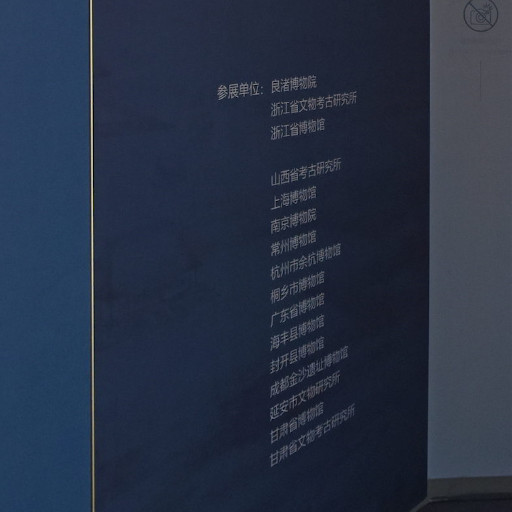 参展单位：良渚博物院
浙江省文物考古研究所
浙江省博物馆
山西省考古研究所
上海博物馆
南京博物院
常州博物馆
杭州市余杭博物馆
桐乡市博物馆
广东省博物馆
海丰县博物馆
封开县博物馆
成都金沙遗址博物馆
延安市文物研究所
甘肃省博物馆
甘肃省文物考古研究所